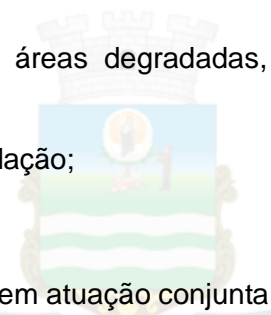 áreas degradadas,
lação;
em atuação conjunta